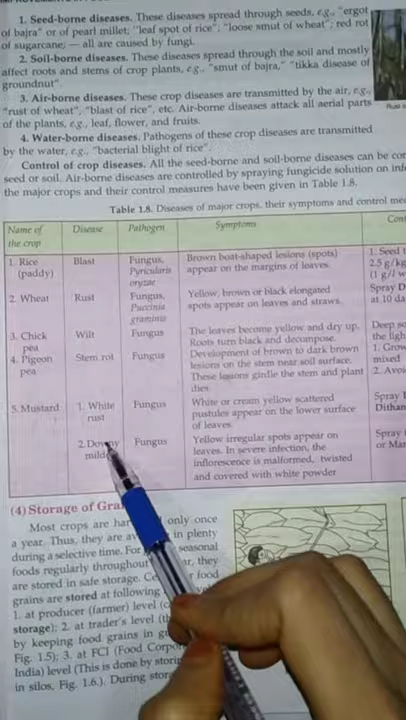 1. Seed-borne diseases. These diseases spread through seeds, e.g., "ergot
of bajra" or of pearl millet; "leaf spot of rice"; "loose smut of wheat"; red rot
of sugarcane; — all are caused by fungi.
2. Soil-borne diseases. These diseases spread through the soil and mostly
affect roots and stems of crop plants, e.g., "smut of bajra," "tikka disease of
groundnut".
3. Air-borne diseases. These crop diseases are transmitted by the air, e.g.,
"rust of wheat", "blast of rice", etc. Air-borne diseases attack all aerial parts
of the plants, e.g., leaf, flower, and fruits.
Rust
4. Water-borne diseases. Pathogens of these crop diseases are transmitted
by the water, e.g., "bacterial blight of rice".
Control of crop diseases. All the seed-borne and soil-borne diseases can be
seed or soil. Air-borne diseases are controlled by spraying fungicide solution on
the major crops and their control measures have been given in Table 1.8.
Table 1.8. Diseases of major crops, their symptoms and control
Name of the crop Disease Pathogen Symptoms
1. Rice (paddy) Blast Fungus, Pyricularis oryzae Brown boat-shaped lesions (spots) appear on the margins of leaves. 1. Seed 2.5 g/kg (1 g/l
2. Wheat Rust Fungus, Puccinia graminis Yellow, brown or black elongated spots appear on leaves and straws. Spray at 10
3. Chick pea Wilt Fungus The leaves become yellow and dry up. Roots turn black and decompose. Deep the
4. Pigeon pea Stem rot Fungus Development of brown to dark brown lesions on the stem near soil surface. These lesions girdle the stem and plant dies. 1. mixed 2.
5. Mustard 1. White rust Fungus White or cream yellow scattered pustules appear on the lower surface of leaves. Spray
2. Fungus Yellow irregular spots appear on leaves. In severe infection, the inflorescence is malformed, twisted and covered with white powder Spray or
(4) Storage of
Most crops are only once
a year. Thus, they are in plenty
during a selective time. For seasonal
foods regularly throughout they
are stored in safe storage. food
grains are stored at following
1. at producer (farmer) level
storage); 2. at trader's level
by keeping food grains in
Fig. 1.5); 3. at FCI (Food
India) level (This is done by
in silos, Fig. 1.6.). During